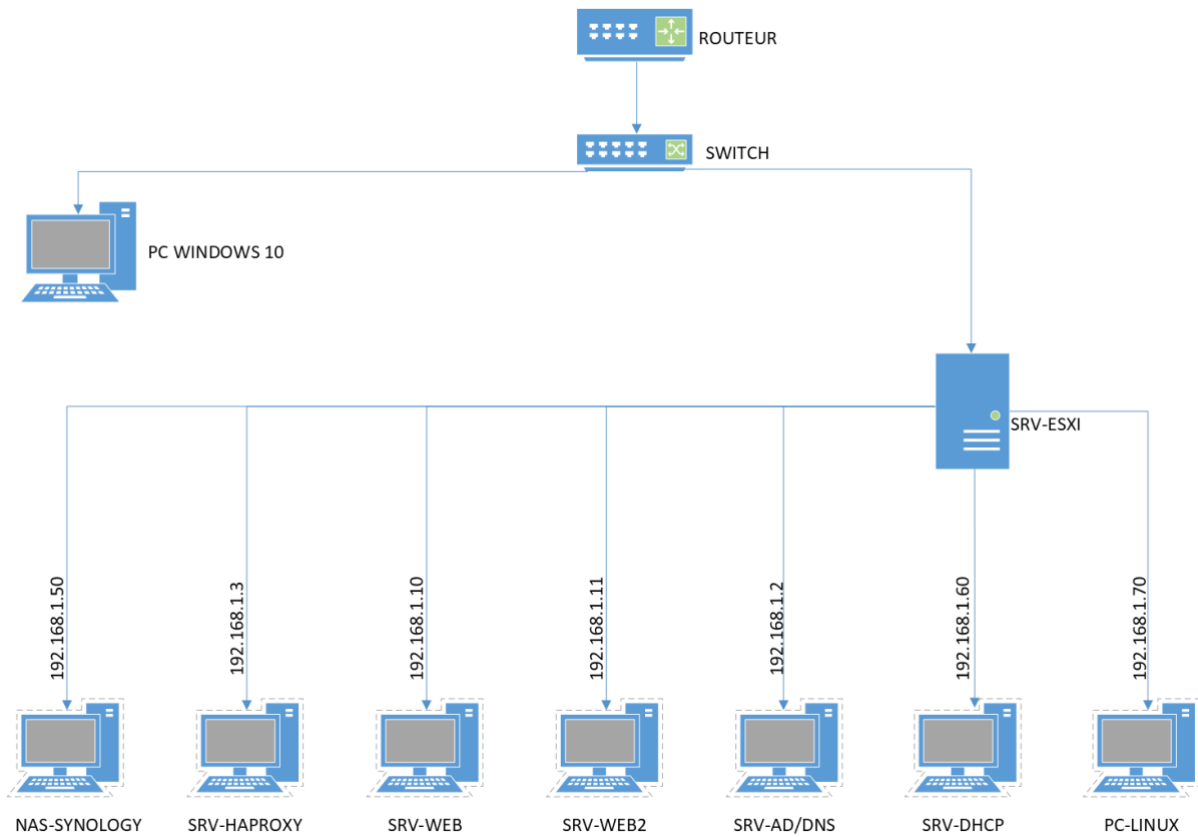 ROUTEUR
SWITCH
PC WINDOWS 10
SRV-ESXI
192.168.1.50
192.168.1.3
192.168.1.10
192.168.1.11
192.168.1.2
192.168.1.60
192.168.1.70
NAS-SYNOLOGY
SRV-HAPROXY
SRV-WEB
SRV-WEB2
SRV-AD/DNS
SRV-DHCP
PC-LINUX